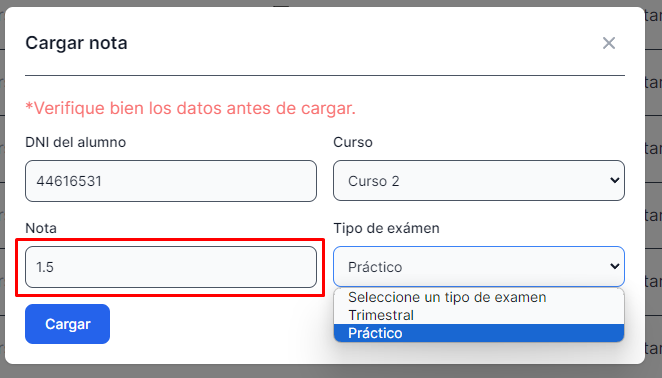 Cargar nota
*Verifique bien los datos antes de cargar.
DNI del alumno
Curso
44616531
Curso 2
Nota
Tipo de exámen
1.5
Práctico
Seleccione un tipo de examen
Trimestral
Práctico
Cargar